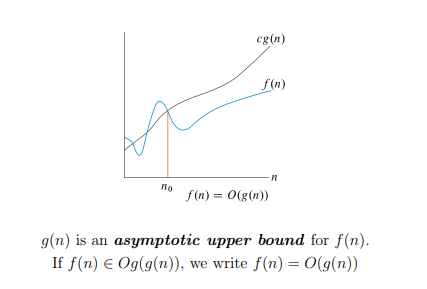 cg(n)
f(n)
n
n₀
f(n) = O(g(n))
g(n) is an asymptotic upper bound for f(n).
If f(n) ∈ Og(g(n)), we write f(n) = O(g(n))